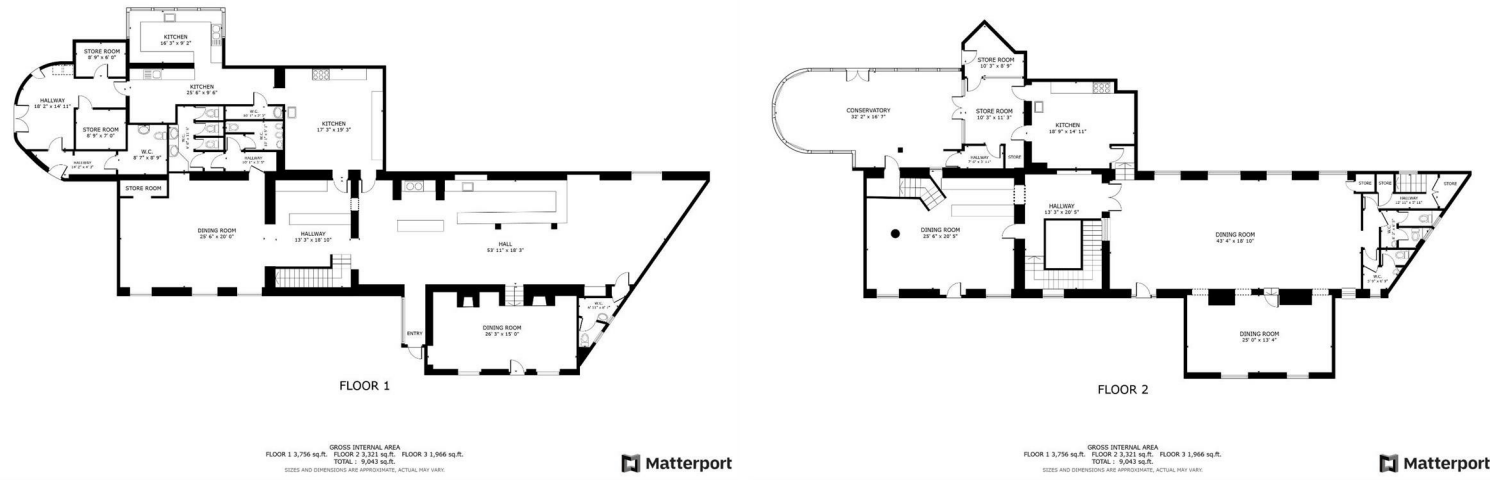 KITCHEN
16' 3" x 9' 2"
STORE ROOM
8' 9" x 6' 0"
KITCHEN
25' 6" x 9' 6"
HALLWAY
18' 2" x 14' 11"
STORE ROOM
8' 9" x 7' 0"
KITCHEN
17' 3" x 19' 3"
W.C.
W.C.
W.C.
W.C.
8' 7" x 8' 9"
HALLWAY
HALLWAY
STORE ROOM
DINING ROOM
25' 6" x 20' 0"
HALLWAY
13' 3" x 18' 10"
HALL
53' 11" x 18' 3"
W.C.
ENTRY
DINING ROOM
26' 3" x 15' 0"
FLOOR 1
GROSS INTERNAL AREA
FLOOR 1 3,756 sq.ft. FLOOR 2 3,321 sq.ft. FLOOR 3 1,966 sq.ft.
TOTAL : 9,043 sq.ft.
SIZES AND DIMENSIONS ARE APPROXIMATE, ACTUAL MAY VARY.
Matterport
STORE ROOM
10' 3" x 8' 9"
CONSERVATORY
32' 2" x 16' 7"
STORE ROOM
10' 3" x 11' 3"
KITCHEN
18' 9" x 14' 11"
HALLWAY
STORE
STORE
STORE
STORE
HALLWAY
HALLWAY
13' 3" x 20' 5"
DINING ROOM
25' 6" x 20' 5"
DINING ROOM
43' 4" x 18' 10"
W.C.
W.C.
DINING ROOM
25' 0" x 13' 4"
FLOOR 2
GROSS INTERNAL AREA
FLOOR 1 3,756 sq.ft. FLOOR 2 3,321 sq.ft. FLOOR 3 1,966 sq.ft.
TOTAL : 9,043 sq.ft.
SIZES AND DIMENSIONS ARE APPROXIMATE, ACTUAL MAY VARY.
Matterport